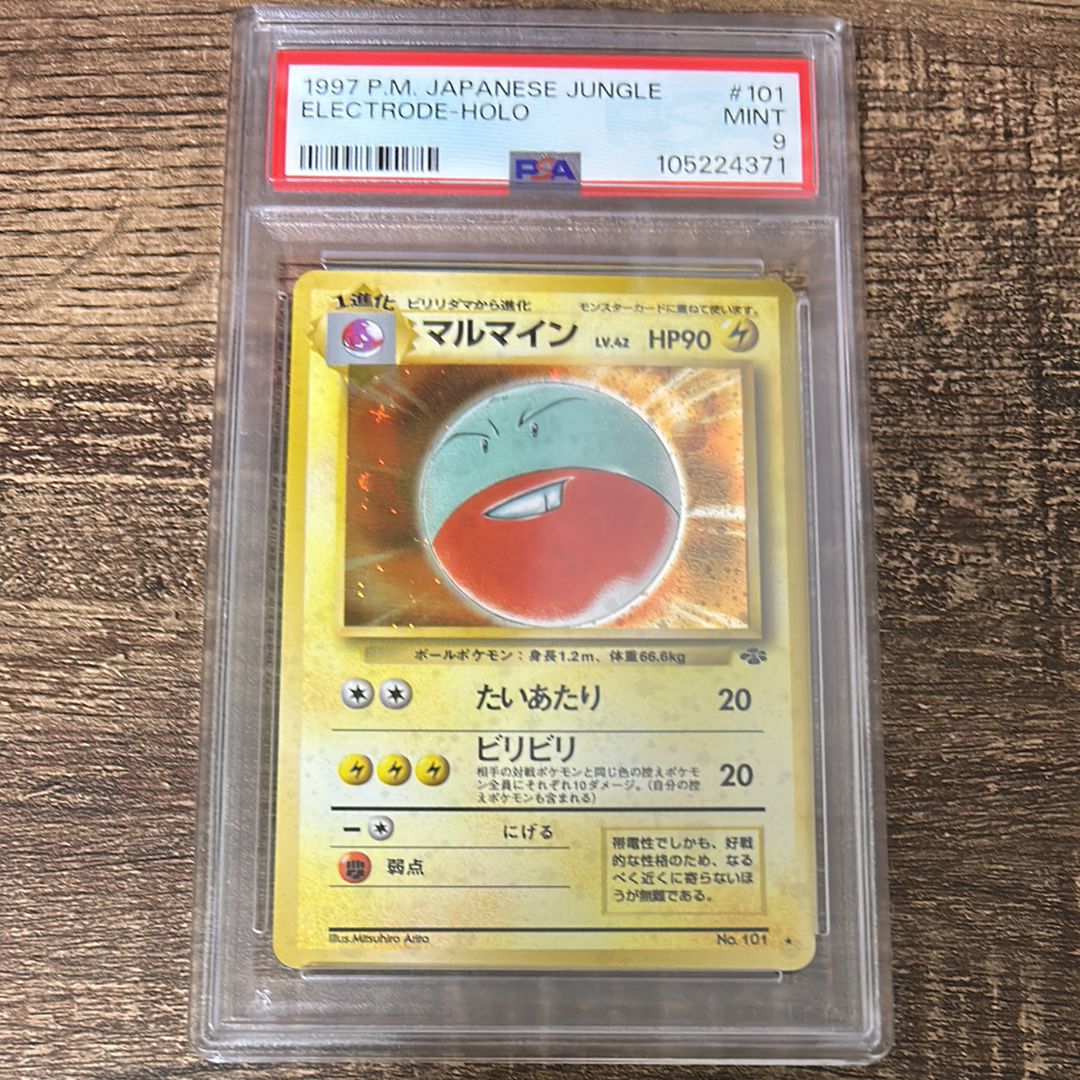 1997 P.M. JAPANESE JUNGLE #101
ELECTRODE-HOLO MINT
9
PSA 105224371
1進化 ビリリダマから進化 モンスターカードに重ねて使います。
マルマイン LV.42 HP90
ボールポケモン：身長1.2m、体重66.6kg
たいあたり 20
ビリビリ 20
相手の対戦ポケモンと同じ色の控えポケモ
ン全員にそれぞれ10ダメージ。(自分の控
えポケモンも含まれる)
にげる
弱点
帯電性でしかも、好戦
的な性格のため、なる
べく近くに寄らないほ
うが無難である。
Illus.Mitsuhiro Arita No. 101